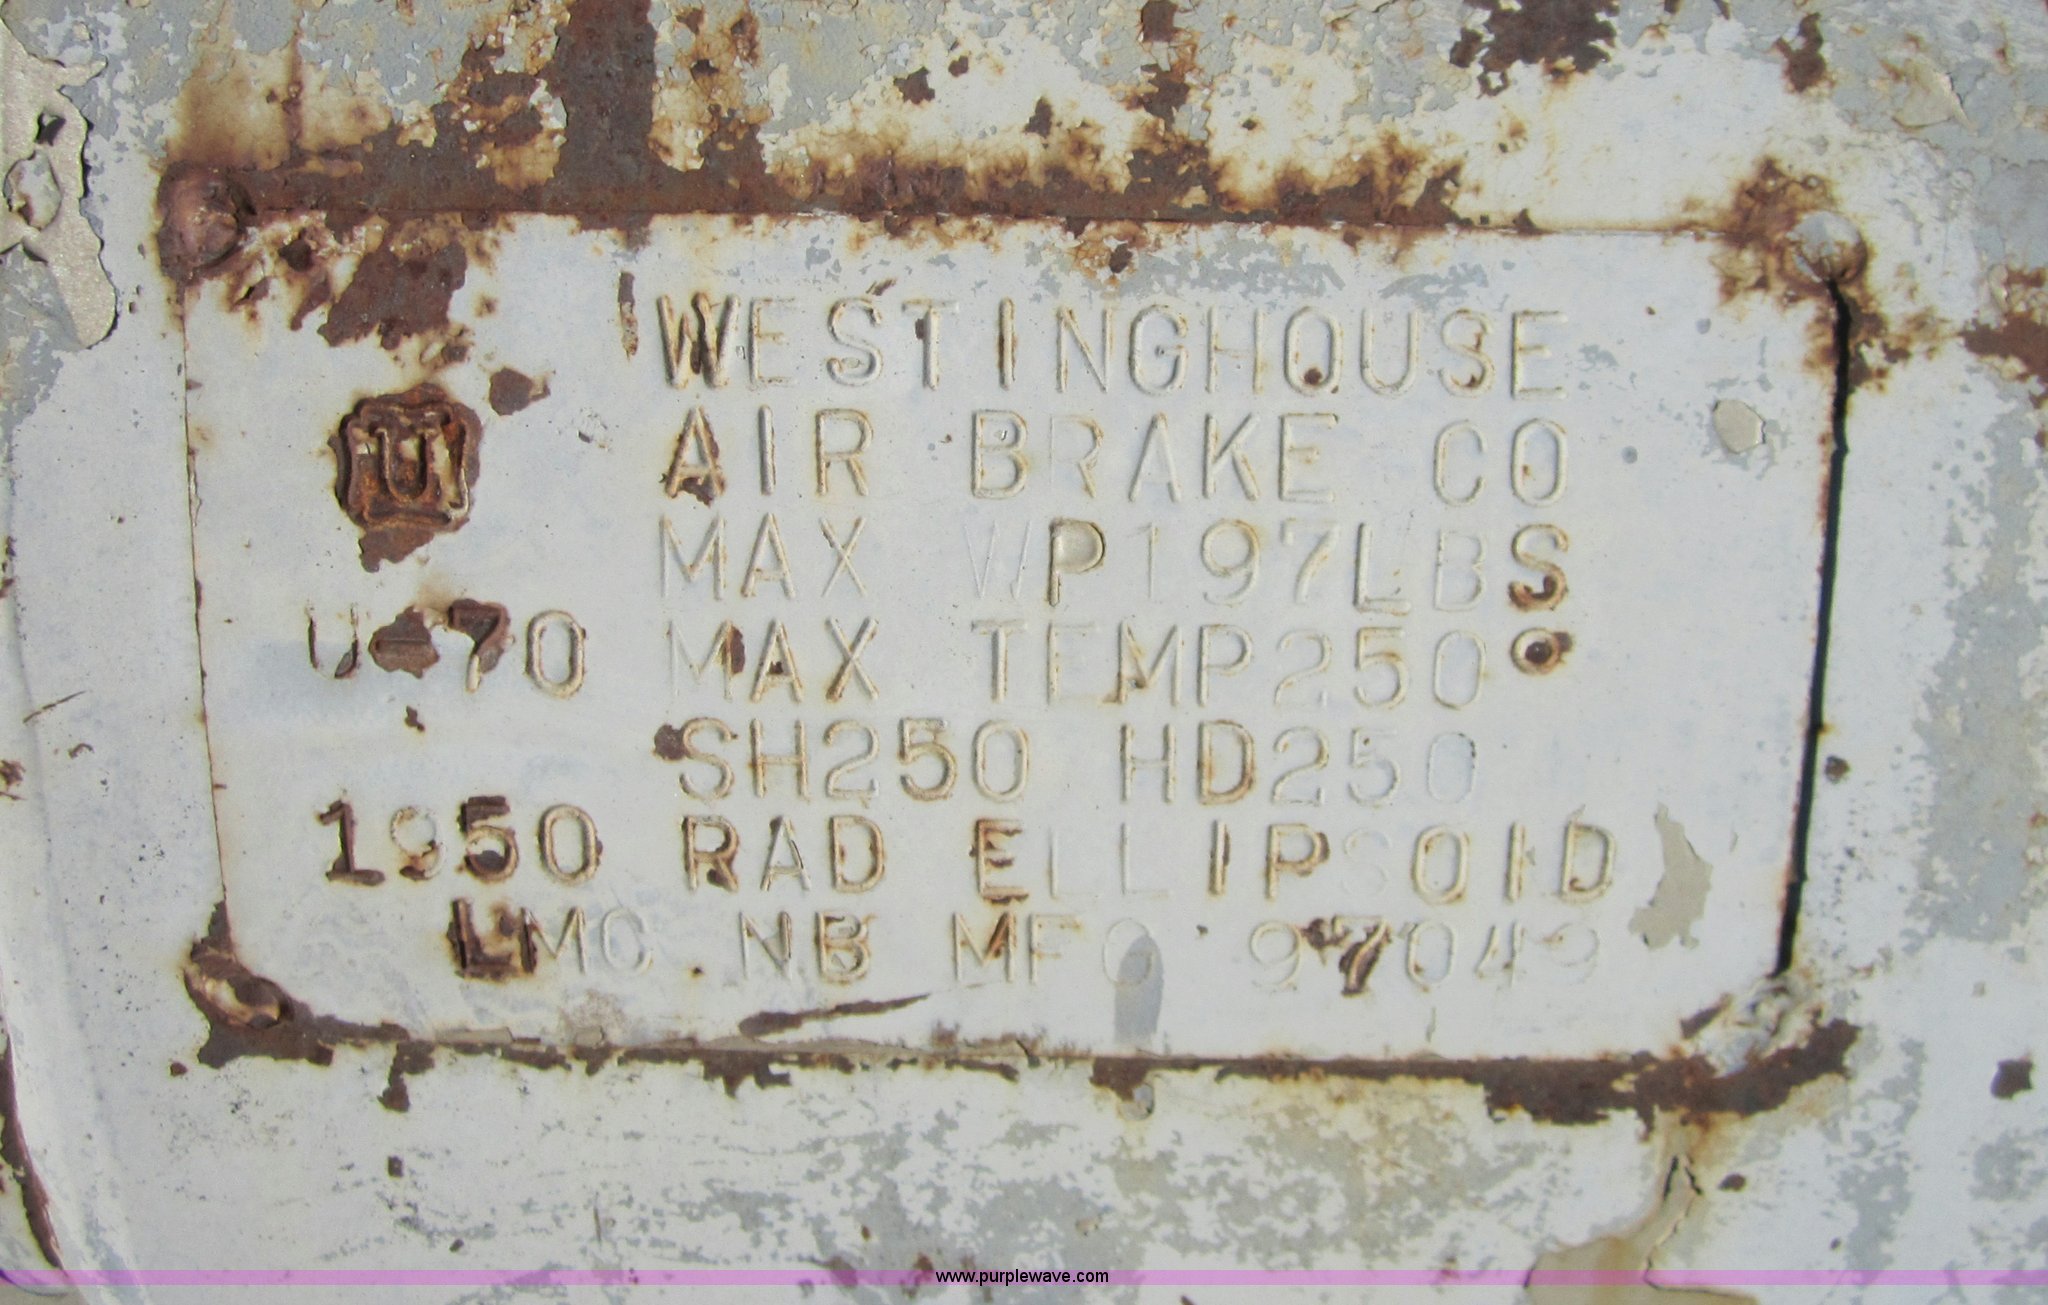 WESTINGHOUSE
U AIR BRAKE CO
MAX WP197LBS
U-70 MAX TEMP250°
SH250 HD250
1950 RAD ELLIPSOID
LMC NB MFG 97049
www.purplewave.com